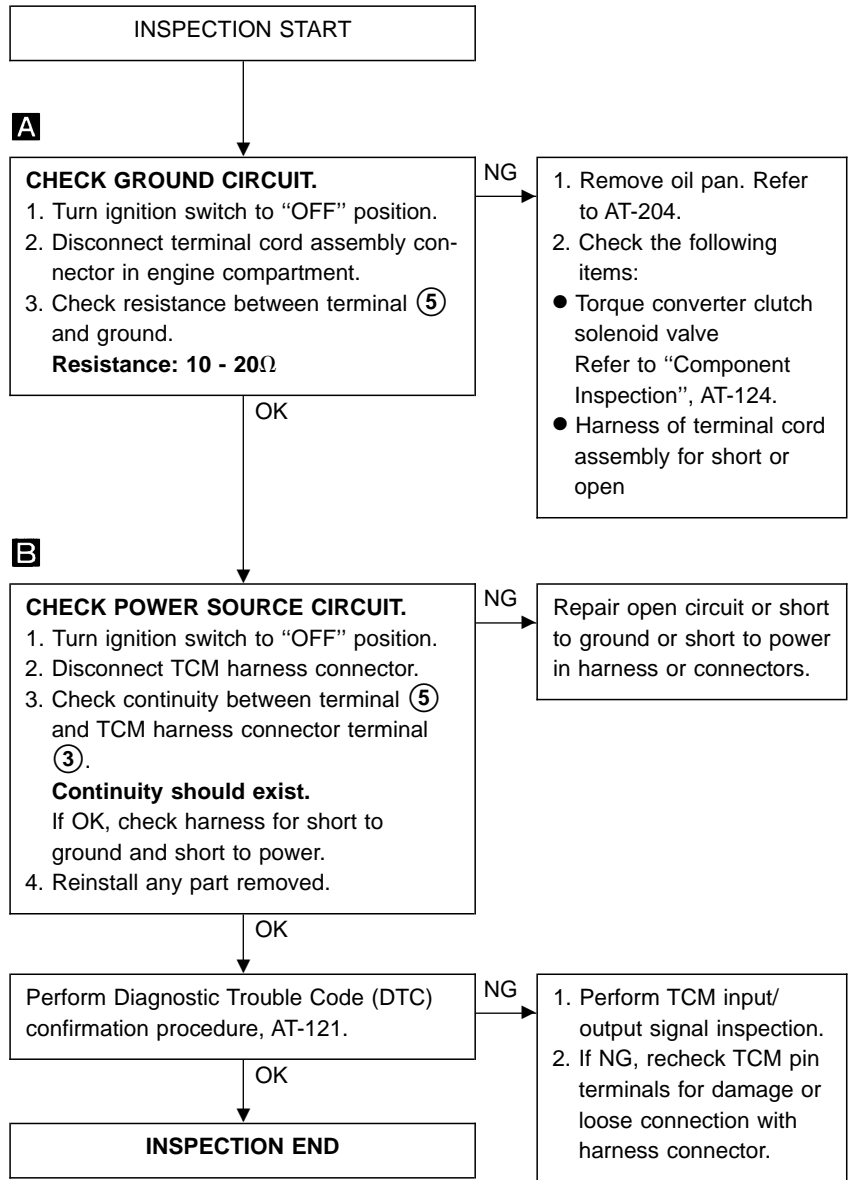 INSPECTION START
A
CHECK GROUND CIRCUIT.
1. Turn ignition switch to ‘‘OFF’’ position.
2. Disconnect terminal cord assembly con-
nector in engine compartment.
3. Check resistance between terminal ⑤
and ground.
Resistance: 10 - 20Ω
NG
1. Remove oil pan. Refer
to AT-204.
2. Check the following
items:
● Torque converter clutch
solenoid valve
Refer to ‘‘Component
Inspection’’, AT-124.
● Harness of terminal cord
assembly for short or
open
OK
B
CHECK POWER SOURCE CIRCUIT.
1. Turn ignition switch to ‘‘OFF’’ position.
2. Disconnect TCM harness connector.
3. Check continuity between terminal ⑤
and TCM harness connector terminal
③.
Continuity should exist.
If OK, check harness for short to
ground and short to power.
4. Reinstall any part removed.
NG
Repair open circuit or short
to ground or short to power
in harness or connectors.
OK
Perform Diagnostic Trouble Code (DTC)
confirmation procedure, AT-121.
NG
1. Perform TCM input/
output signal inspection.
2. If NG, recheck TCM pin
terminals for damage or
loose connection with
harness connector.
OK
INSPECTION END